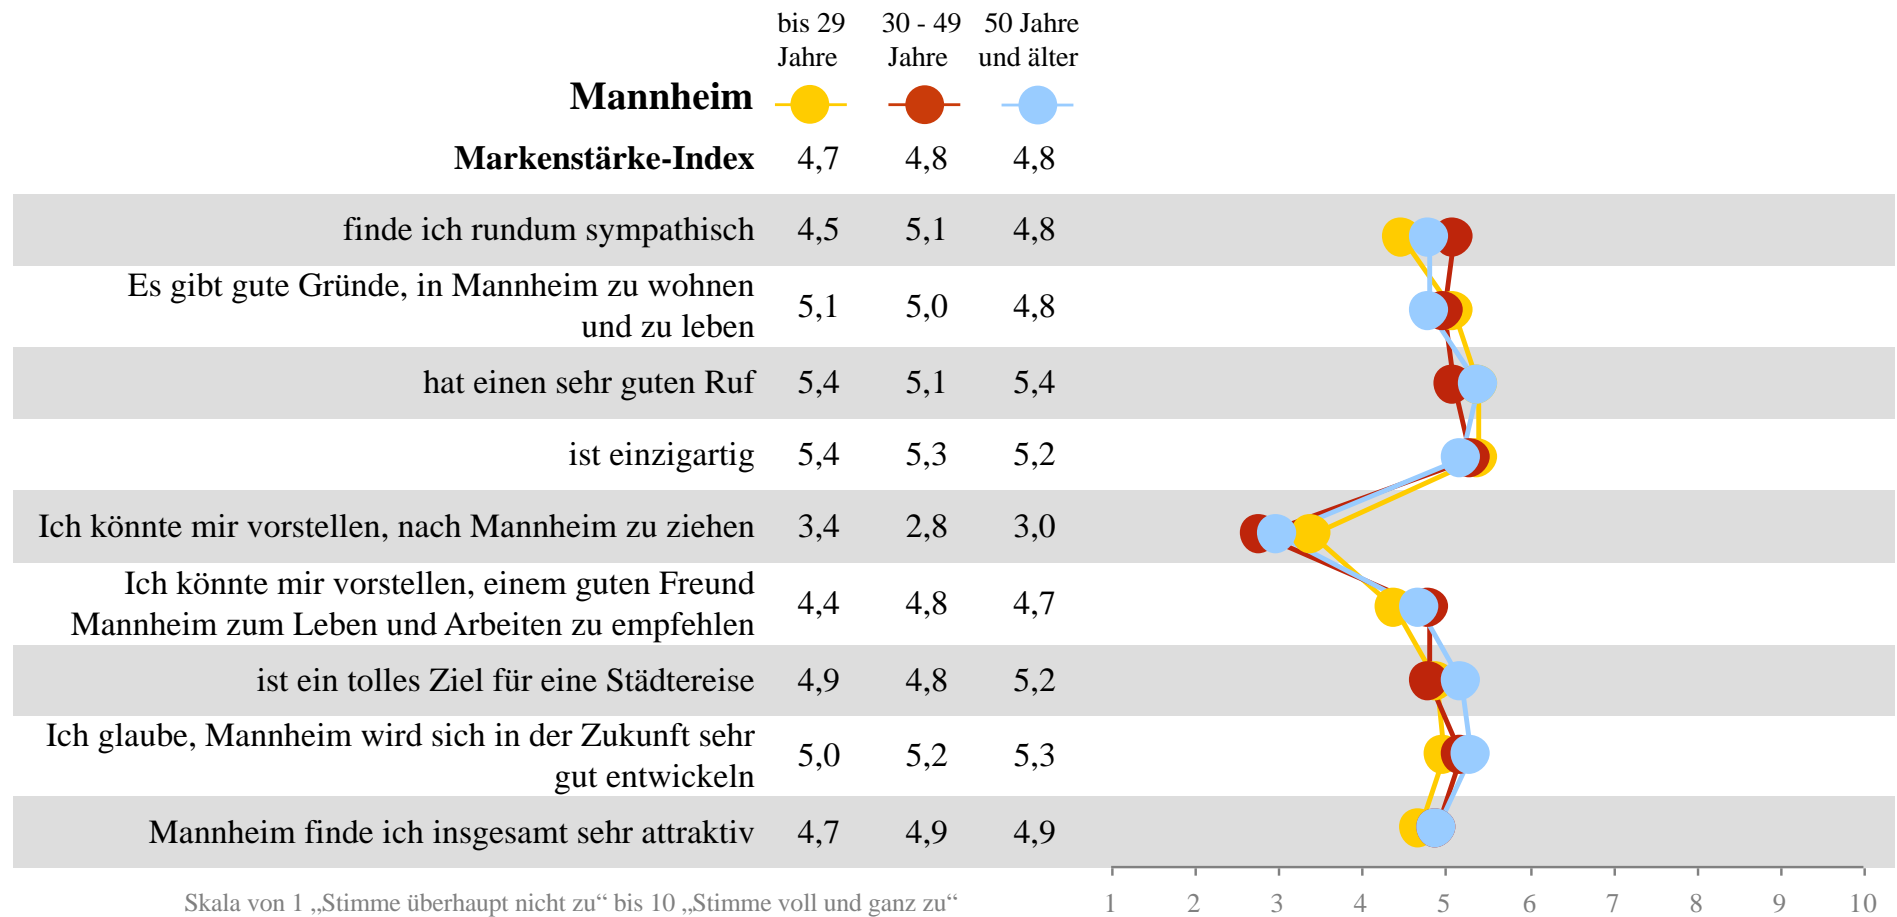 bis 29 30 - 49 50 Jahre
Jahre Jahre und älter
Mannheim
Markenstärke-Index 4,7 4,8 4,8
finde ich rundum sympathisch 4,5 5,1 4,8
Es gibt gute Gründe, in Mannheim zu wohnen
und zu leben 5,1 5,0 4,8
hat einen sehr guten Ruf 5,4 5,1 5,4
ist einzigartig 5,4 5,3 5,2
Ich könnte mir vorstellen, nach Mannheim zu ziehen 3,4 2,8 3,0
Ich könnte mir vorstellen, einem guten Freund
Mannheim zum Leben und Arbeiten zu empfehlen 4,4 4,8 4,7
ist ein tolles Ziel für eine Städtereise 4,9 4,8 5,2
Ich glaube, Mannheim wird sich in der Zukunft sehr
gut entwickeln 5,0 5,2 5,3
Mannheim finde ich insgesamt sehr attraktiv 4,7 4,9 4,9
Skala von 1 „Stimme überhaupt nicht zu“ bis 10 „Stimme voll und ganz zu“
1 2 3 4 5 6 7 8 9 10